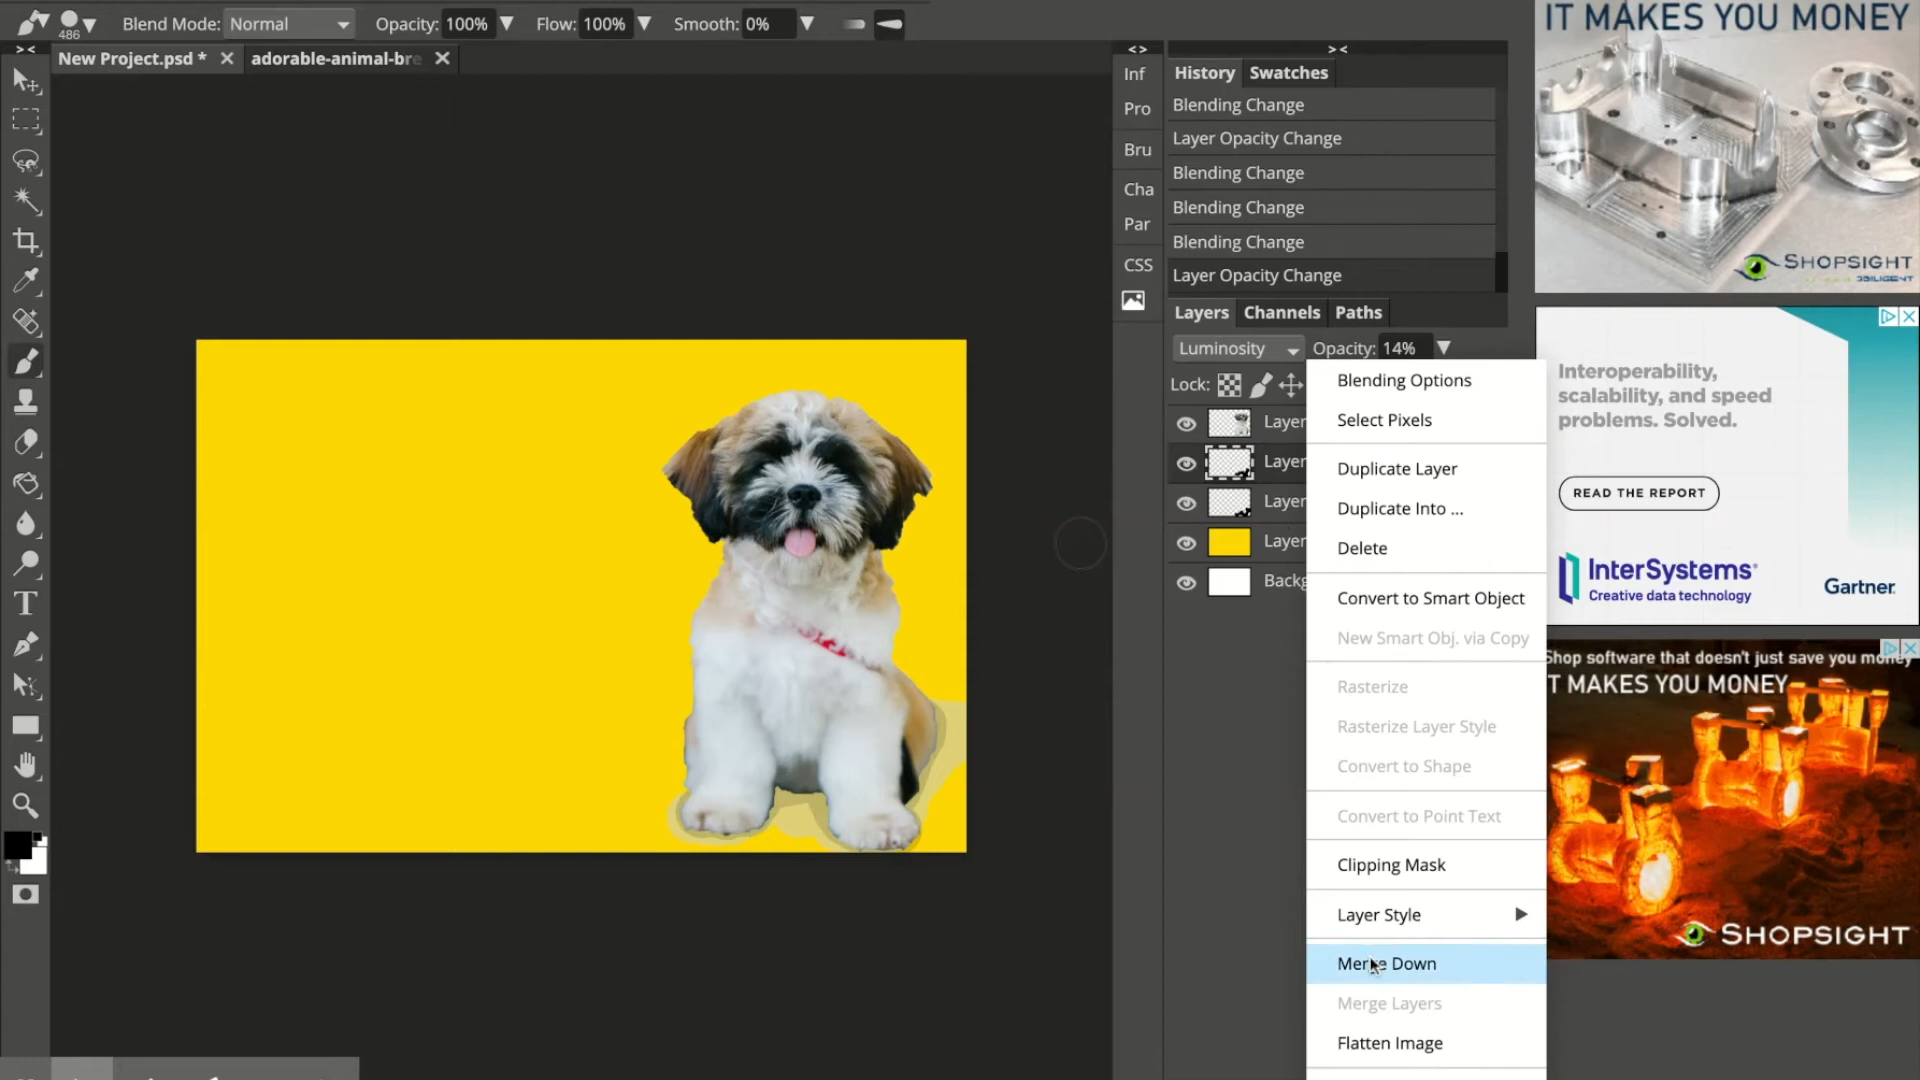 486
Blend Mode: Normal
Opacity: 100%
Flow: 100%
Smooth: 0%
New Project.psd *
adorable-animal-bre
Inf
Pro
Bru
Cha
Par
CSS
History
Swatches
Blending Change
Layer Opacity Change
Blending Change
Blending Change
Blending Change
Layer Opacity Change
Layers
Channels
Paths
Luminosity
Opacity: 14%
Lock:
Layer
Layer
Layer
Layer
Backg
Blending Options
Select Pixels
Duplicate Layer
Duplicate Into ...
Delete
Convert to Smart Object
New Smart Obj. via Copy
Rasterize
Rasterize Layer Style
Convert to Shape
Convert to Point Text
Clipping Mask
Layer Style
Merge Down
Merge Layers
Flatten Image
IT MAKES YOU MONEY
SHOPSIGHT
Interoperability,
scalability, and speed
problems. Solved.
READ THE REPORT
InterSystems
Creative data technology
Gartner
Shop software that doesn't just save you money
IT MAKES YOU MONEY
SHOPSIGHT